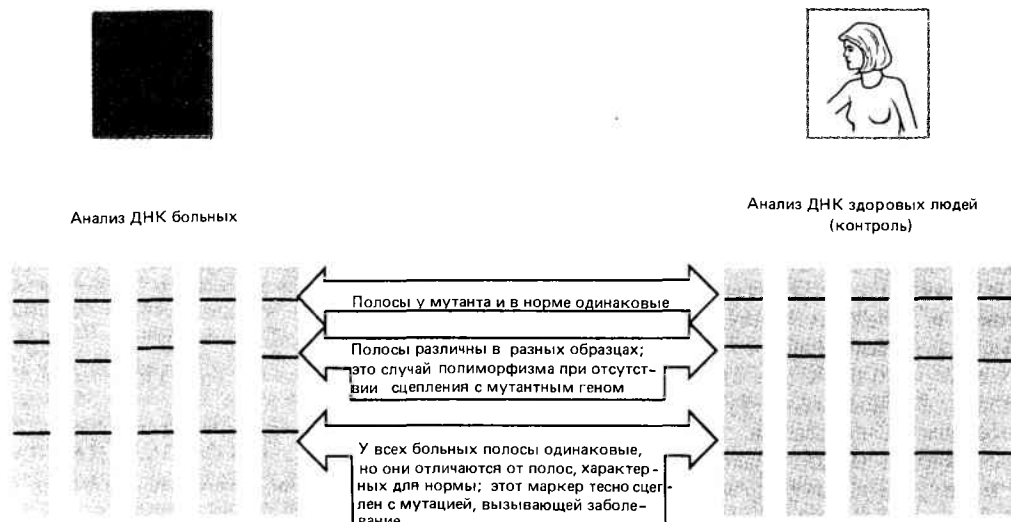 Анализ ДНК больных
Анализ ДНК здоровых людей
(контроль)
Полосы у мутанта и в норме одинаковые
Полосы различны в разных образцах;
это случай полиморфизма при отсутст-
вии сцепления с мутантным геном
У всех больных полосы одинаковые,
но они отличаются от полос, характер-
ных для нормы; этот маркер тесно сцеп-
лен с мутацией, вызывающей заболе-
вание